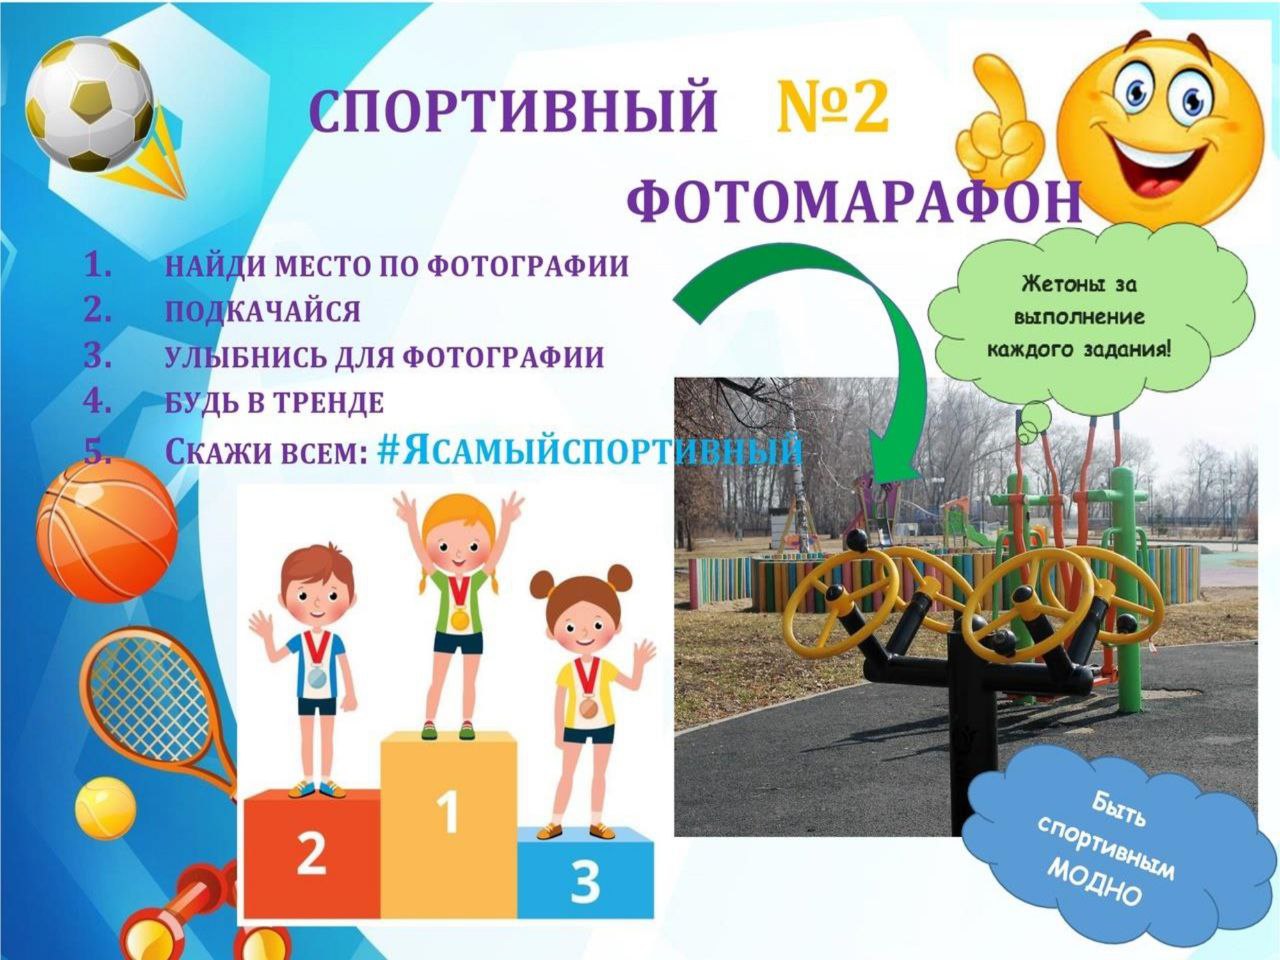 СПОРТИВНЫЙ №2
ФОТОМАРАФОН
1. НАЙДИ МЕСТО ПО ФОТОГРАФИИ
2. ПОДКАЧАЙСЯ
3. УЛЫБНИСЬ ДЛЯ ФОТОГРАФИИ
4. БУДЬ В ТРЕНДЕ
5. СКАЖИ ВСЕМ: #ЯСАМЫЙСПОРТИВНЫЙ
Жетоны за
выполнение
каждого задания!
2
1
3
Быть
спортивным
МОДНО